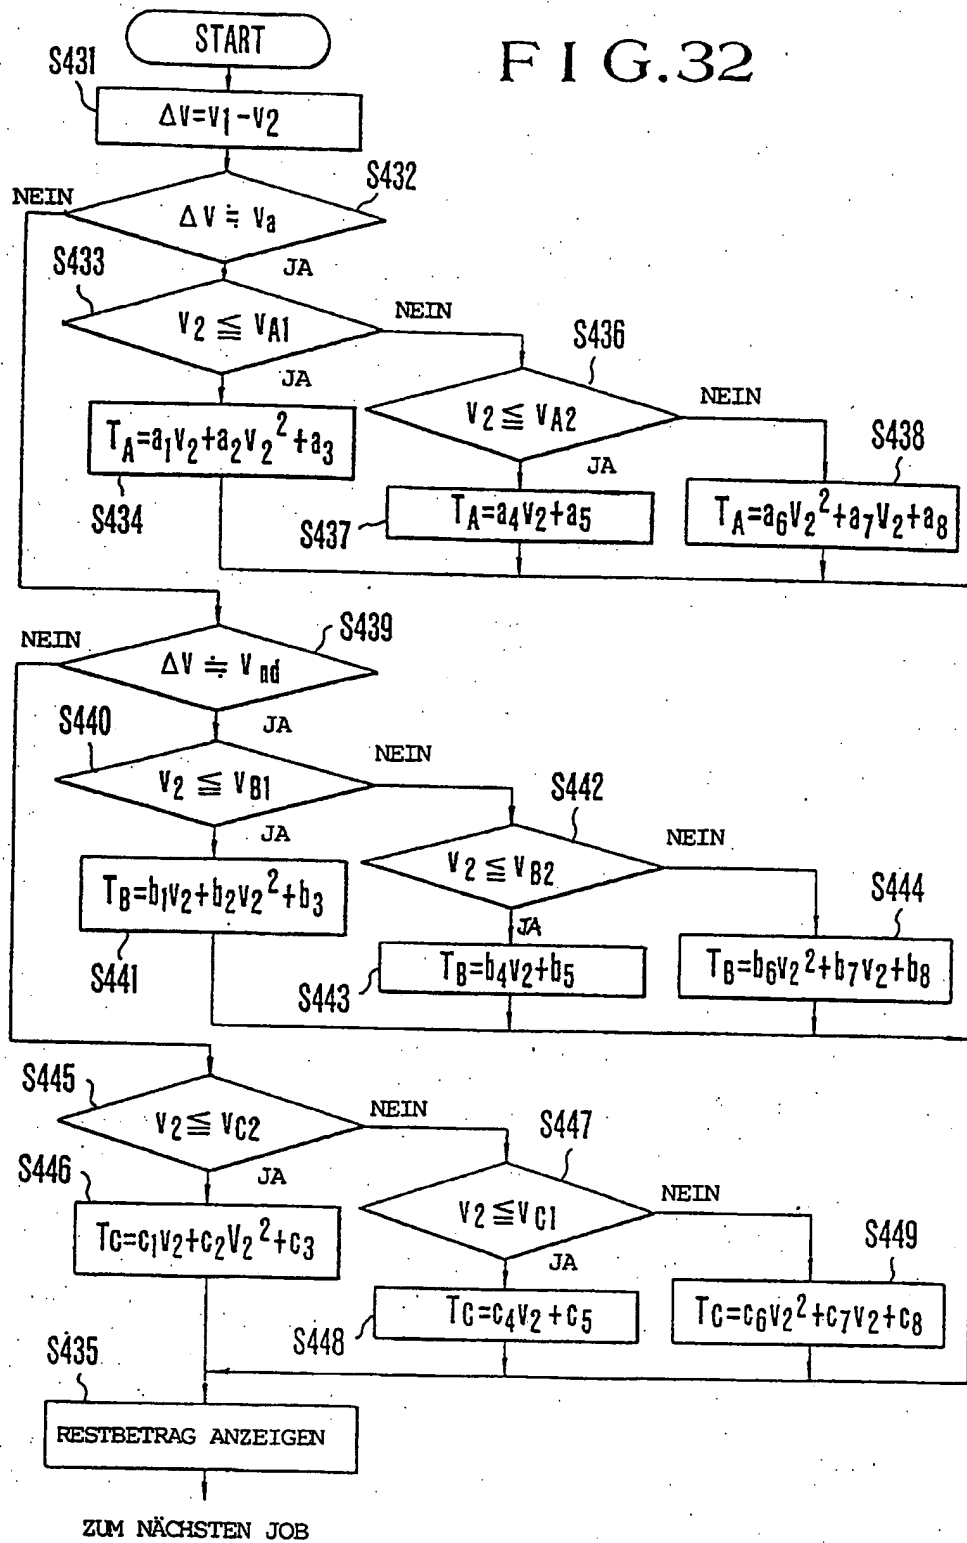 FIG.32
START
S431
ΔV=V1-V2
S432
NEIN
ΔV≒Va
JA
S433
V2≦VA1
NEIN
JA
S436
V2≦VA2
NEIN
JA
TA=a1V2+a2V2²+a3
S434
S437
TA=a4V2+a5
S438
TA=a6V2²+a7V2+a8
S439
NEIN
ΔV≒Vnd
JA
S440
V2≦VB1
NEIN
JA
S442
V2≦VB2
NEIN
JA
TB=b1V2+b2V2²+b3
S441
S443
TB=b4V2+b5
S444
TB=b6V2²+b7V2+b8
S445
V2≦VC2
NEIN
JA
S447
V2≦VC1
NEIN
JA
S446
TC=c1V2+c2V2²+c3
S448
TC=c4V2+c5
S449
TC=c6V2²+c7V2+c8
S435
RESTBETRAG ANZEIGEN
ZUM NÄCHSTEN JOB